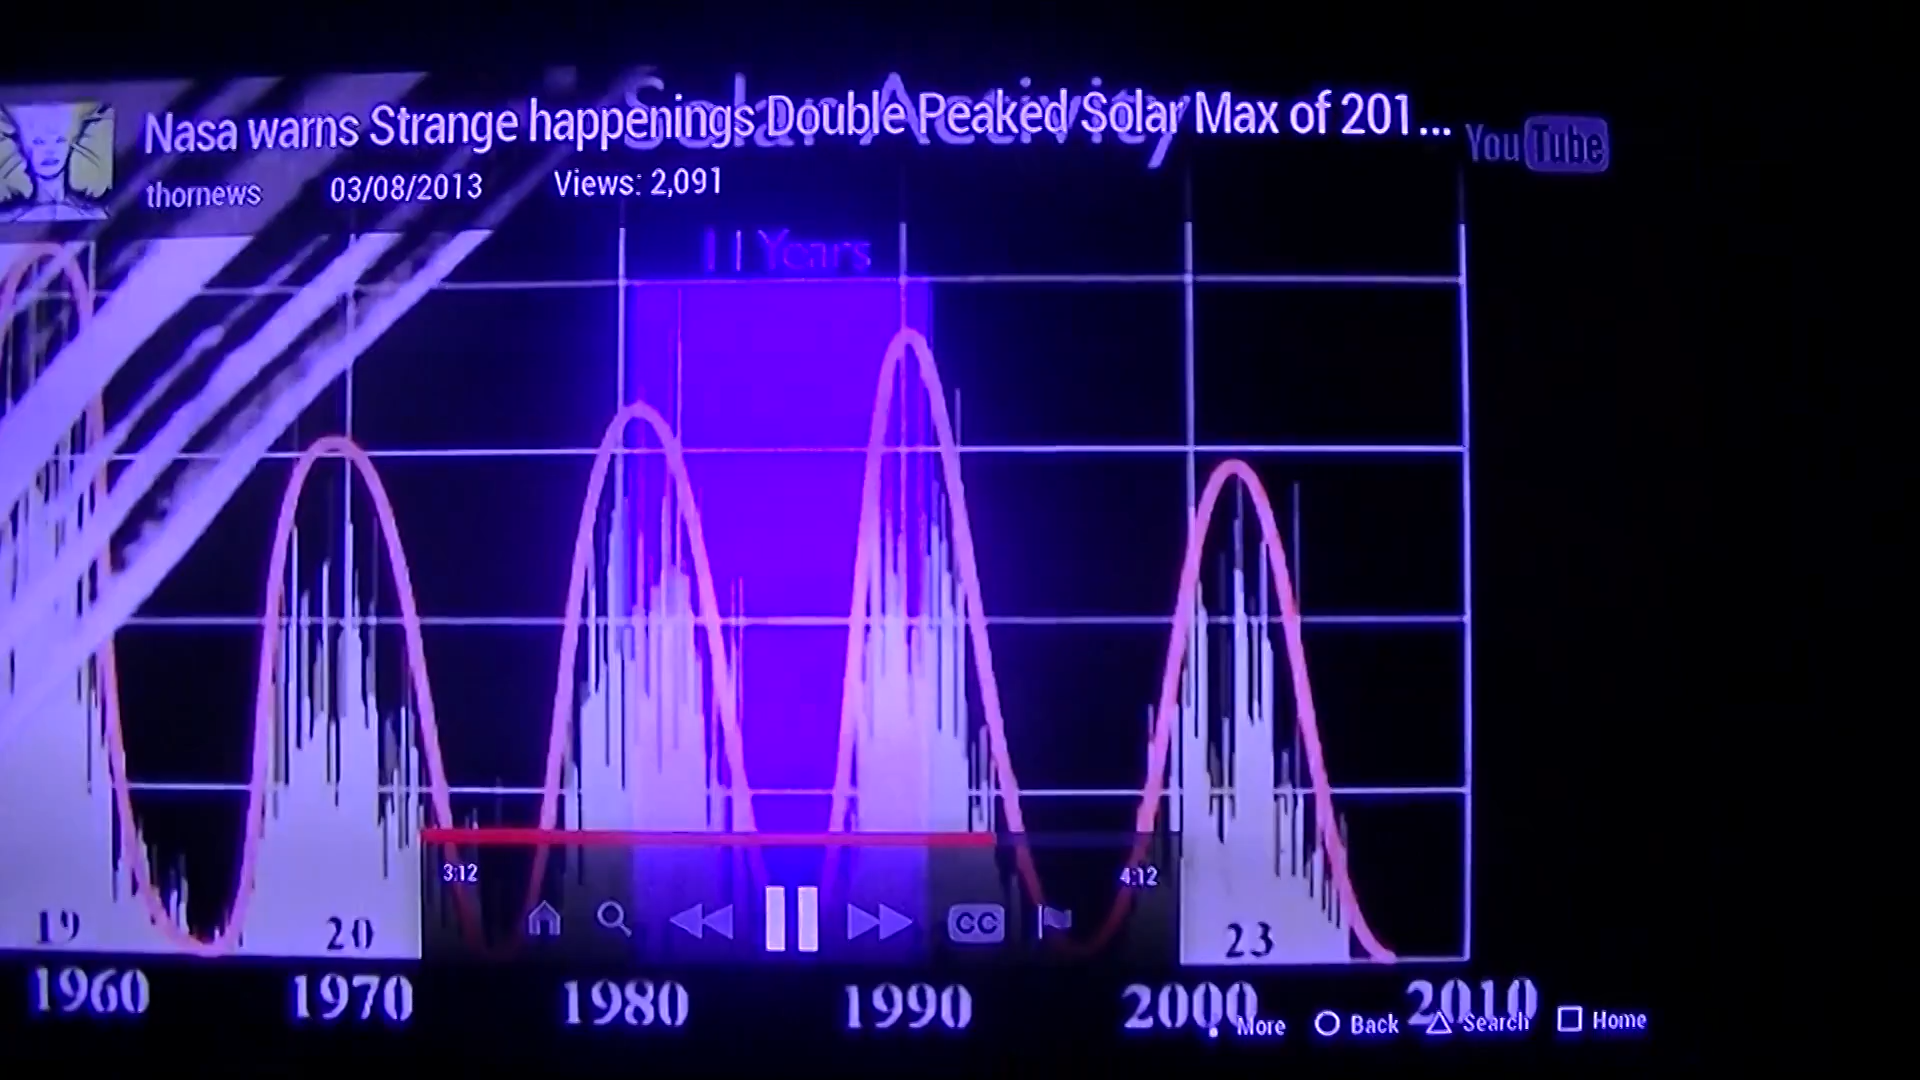 Solar Activity
Nasa warns Strange happenings Double Peaked Solar Max of 201...
YouTube
thornews 03/08/2013 Views: 2,091
11 Years
3:12 4:12
CC
19 20 23
1960 1970 1980 1990 2000 2010
More Back Search Home